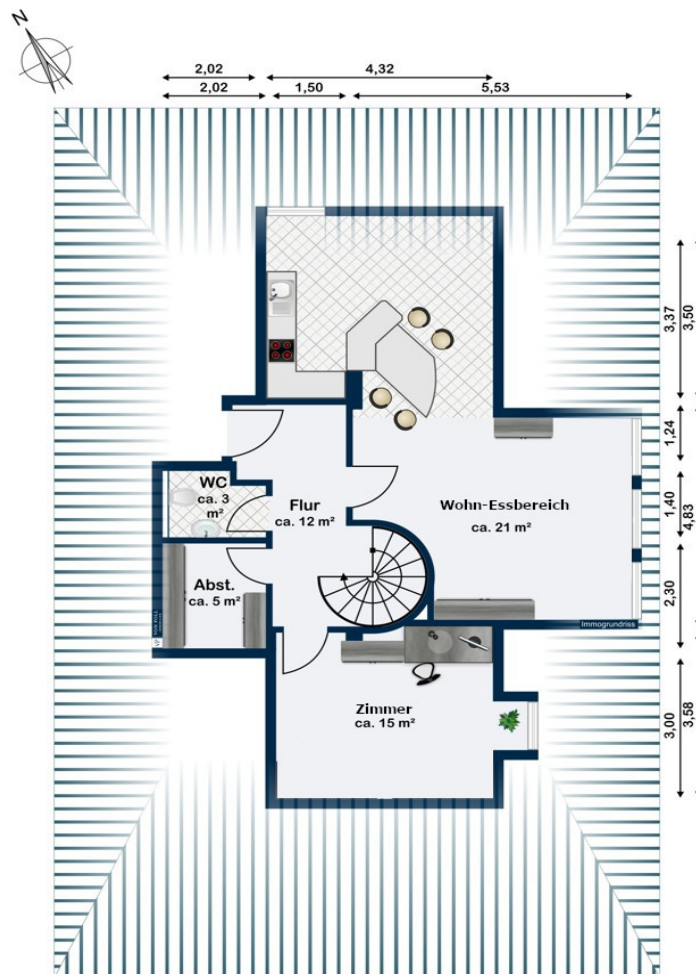 N
2,02
4,32
2,02
1,50
5,53
3,37
3,50
1,24
WC
ca. 3
m²
Flur
ca. 12 m²
Wohn-Essbereich
ca. 21 m²
1,40
4,83
Abst.
ca. 5 m²
2,30
Immogrundriss
VP
Zimmer
ca. 15 m²
3,00
3,58